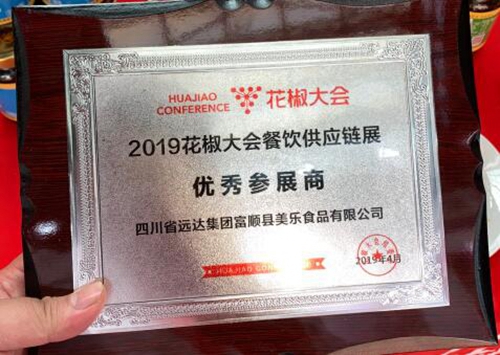 HUAJIAO
CONFERENCE
花椒大会
2019花椒大会餐饮供应链展
优秀参展商
四川省远达集团富顺县美乐食品有限公司
2019年4月
HUAJIAO CON